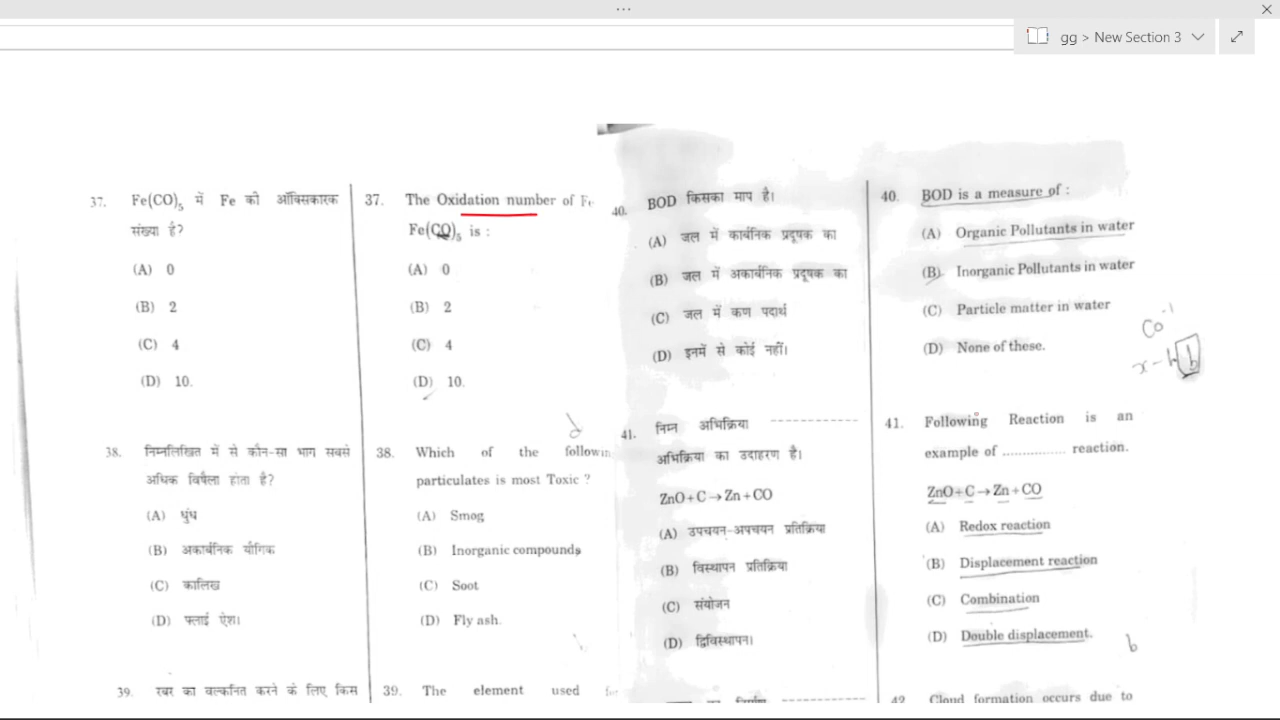 gg > New Section 3
37. Fe(CO)5 में Fe की ऑक्सिकारक
संख्या है?
(A) 0
(B) 2
(C) 4
(D) 10.
38. निम्नलिखित में से कौन-सा भाग सबसे
अधिक विषैला होता है?
(A) धुंध
(B) अकार्बनिक यौगिक
(C) कालिख
(D) फ्लाई ऐश।
39. रबर का वल्कनित करने के लिए किस
37. The Oxidation number of
Fe(CO)5 is :
(A) 0
(B) 2
(C) 4
(D) 10.
38. Which of the
particulates is most Toxic ?
(A) Smog
(B) Inorganic compounds
(C) Soot
(D) Fly ash.
39. The element used
40. BOD किसका माप है।
(A) जल में कार्बनिक प्रदूषक का
(B) जल में अकार्बनिक प्रदूषक का
(C) जल में कण पदार्थ
(D) इनमें से कोई नहीं।
41. निम्न अभिक्रिया --------------
अभिक्रिया का उदाहरण है।
ZnO+C→Zn+CO
(A) उपचयन-अपचयन प्रतिक्रिया
(B) विस्थापन प्रतिक्रिया
(C) संयोजन
(D) द्विविस्थापन।
40. BOD is a measure of :
(A) Organic Pollutants in water
(B) Inorganic Pollutants in water
(C) Particle matter in water
(D) None of these.
41. Following Reaction is an
example of ............... reaction.
ZnO+C→Zn+CO
(A) Redox reaction
(B) Displacement reaction
(C) Combination
(D) Double displacement.
b
42 Cloud formation occurs due to